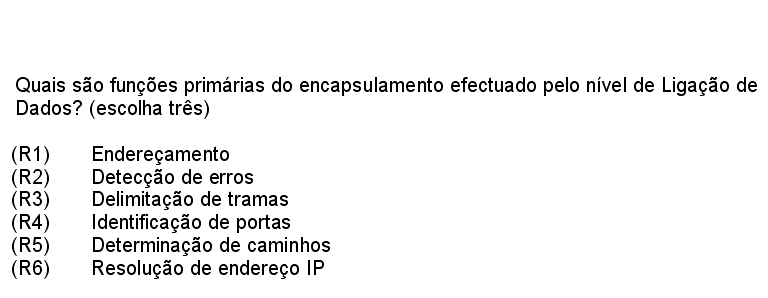 Quais são funções primárias do encapsulamento efectuado pelo nível de Ligação de
Dados? (escolha três)
(R1) Endereçamento
(R2) Detecção de erros
(R3) Delimitação de tramas
(R4) Identificação de portas
(R5) Determinação de caminhos
(R6) Resolução de endereço IP